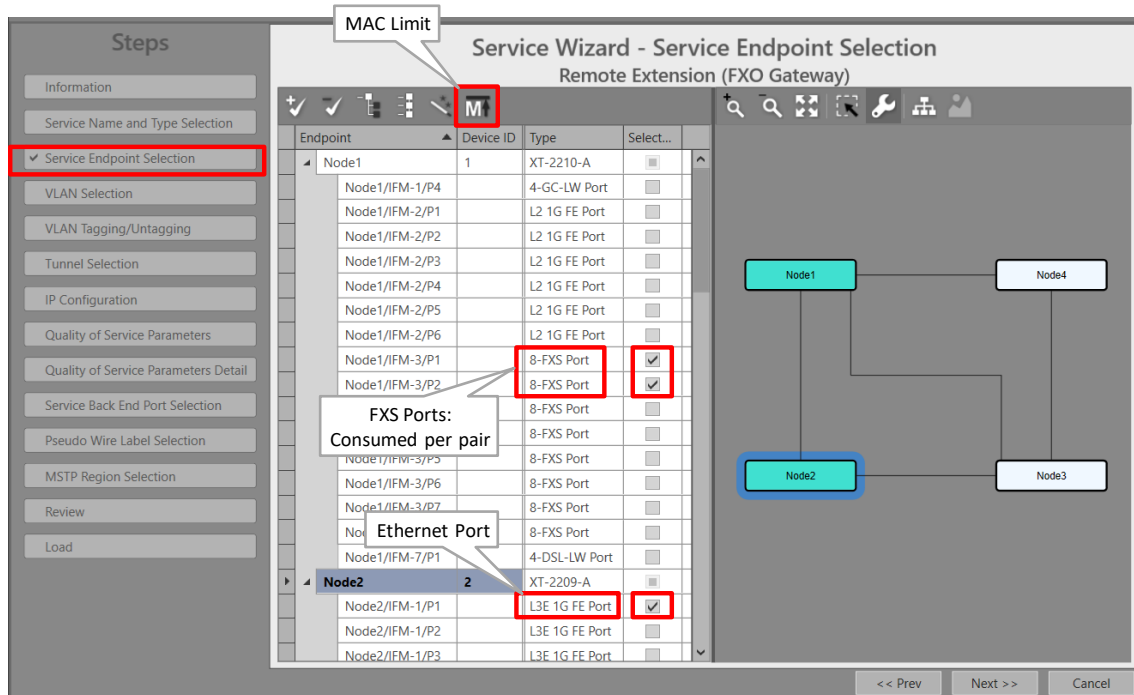 MAC Limit
Steps
Service Wizard - Service Endpoint Selection
Remote Extension (FXO Gateway)
Information
Service Name and Type Selection
Service Endpoint Selection
VLAN Selection
VLAN Tagging/Untagging
Tunnel Selection
IP Configuration
Quality of Service Parameters
Quality of Service Parameters Detail
Service Back End Port Selection
Pseudo Wire Label Selection
MSTP Region Selection
Review
Load
M
Endpoint Device ID Type Select...
Node1 1 XT-2210-A
Node1/IFM-1/P4 4-GC-LW Port
Node1/IFM-2/P1 L2 1G FE Port
Node1/IFM-2/P2 L2 1G FE Port
Node1/IFM-2/P3 L2 1G FE Port
Node1/IFM-2/P4 L2 1G FE Port
Node1/IFM-2/P5 L2 1G FE Port
Node1/IFM-2/P6 L2 1G FE Port
Node1/IFM-3/P1 8-FXS Port
Node1/IFM-3/P2 8-FXS Port
8-FXS Port
8-FXS Port
Node1/IFM-3/P5 8-FXS Port
Node1/IFM-3/P6 8-FXS Port
Node1/IFM-3/P7 8-FXS Port
8-FXS Port
Node1/IFM-7/P1 4-DSL-LW Port
Node2 2 XT-2209-A
Node2/IFM-1/P1 L3E 1G FE Port
Node2/IFM-1/P2 L3E 1G FE Port
Node2/IFM-1/P3 L3E 1G FE Port
FXS Ports:
Consumed per pair
Ethernet Port
Node1
Node4
Node2
Node3
<< Prev
Next >>
Cancel